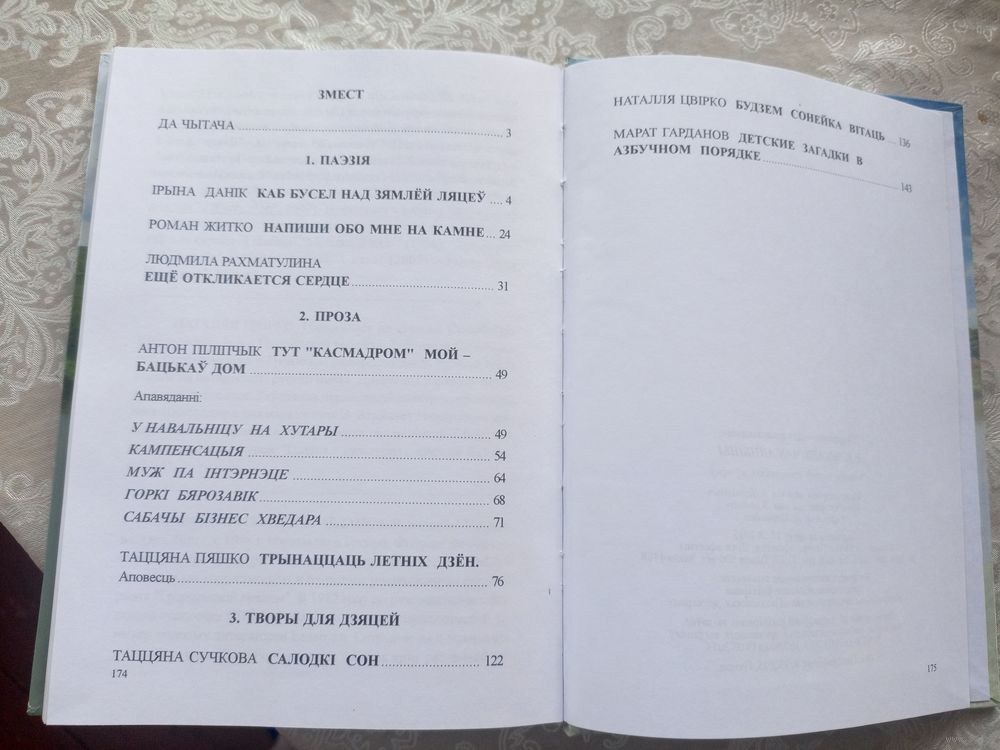 ЗМЕСТ
ДА ЧЫТАЧА ........ 3
1. ПАЭЗІЯ
ІРЫНА ДАНІК КАБ БУСЕЛ НАД ЗЯМЛЁЙ ЛЯЦЕЎ .... 4
РОМАН ЖИТКО НАПИШИ ОБО МНЕ НА КАМНЕ ... 24
ЛЮДМИЛА РАХМАТУЛИНА
ЕЩЁ ОТКЛИКАЕТСЯ СЕРДЦЕ ........ 31
2. ПРОЗА
АНТОН ПІЛІПЧЫК ТУТ "КАСМАДРОМ" МОЙ –
БАЦЬКАЎ ДОМ ........ 49
Апавяданні:
У НАВАЛЬНІЦУ НА ХУТАРЫ ........ 49
КАМПЕНСАЦЫЯ ........ 54
МУЖ ПА ІНТЭРНЭЦЕ ........ 64
ГОРКІ БЯРОЗАВІК ........ 68
САБАЧЫ БІЗНЕС ХВЕДАРА ........ 71
ТАЦЦЯНА ПЯШКО ТРЫНАЦЦАЦЬ ЛЕТНІХ ДЗЁН.
Аповесць ........ 76
3. ТВОРЫ ДЛЯ ДЗЯЦЕЙ
ТАЦЦЯНА СУЧКОВА САЛОДКІ СОН ........ 122
174
НАТАЛЛЯ ЦВІРКО БУДЗЕМ СОНЕЙКА ВІТАЦЬ ... 136
МАРАТ ГАРДАНОВ ДЕТСКИЕ ЗАГАДКИ В
АЗБУЧНОМ ПОРЯДКЕ ........ 143
175